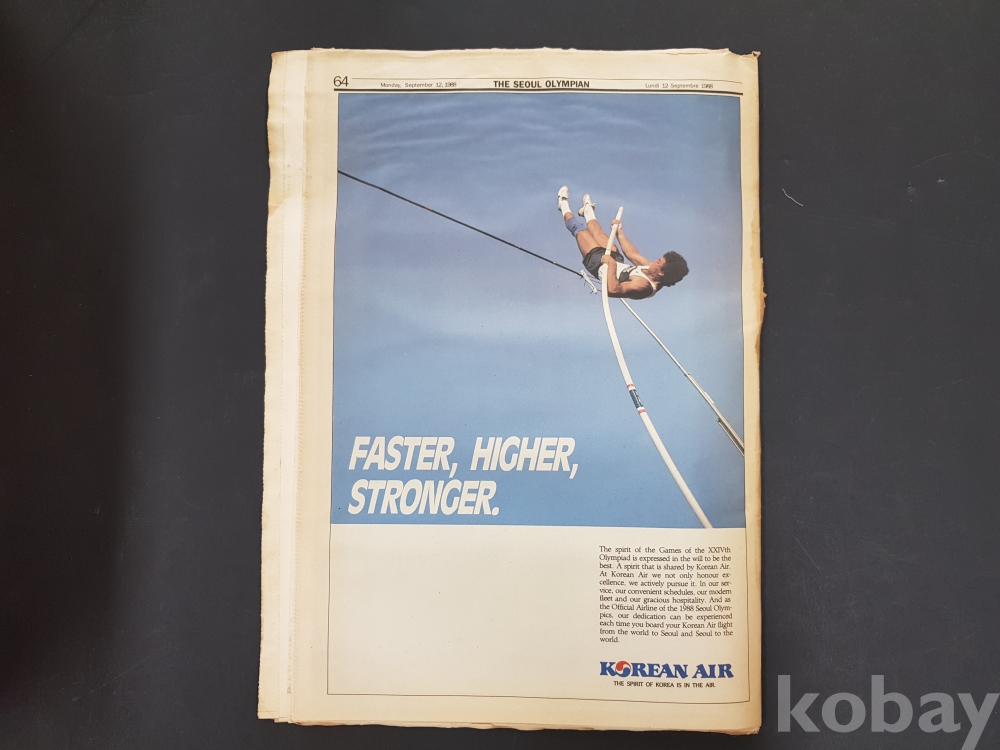 64
Monday, September 12, 1988
THE SEOUL OLYMPIAN
Lundi 12 Septembre 1988
FASTER, HIGHER,
STRONGER.
The spirit of the Games of the XXIVth
Olympiad is expressed in the will to be the
best. A spirit that is shared by Korean Air.
At Korean Air we not only honour ex-
cellence, we actively pursue it. In our ser-
vice, our convenient schedules, our modern
fleet and our gracious hospitality. And as
the Official Airline of the 1988 Seoul Olym-
pics, our dedication can be experienced
each time you board your Korean Air flight
from the world to Seoul and Seoul to the
world.
KOREAN AIR
THE SPIRIT OF KOREA IS IN THE AIR.
kobay